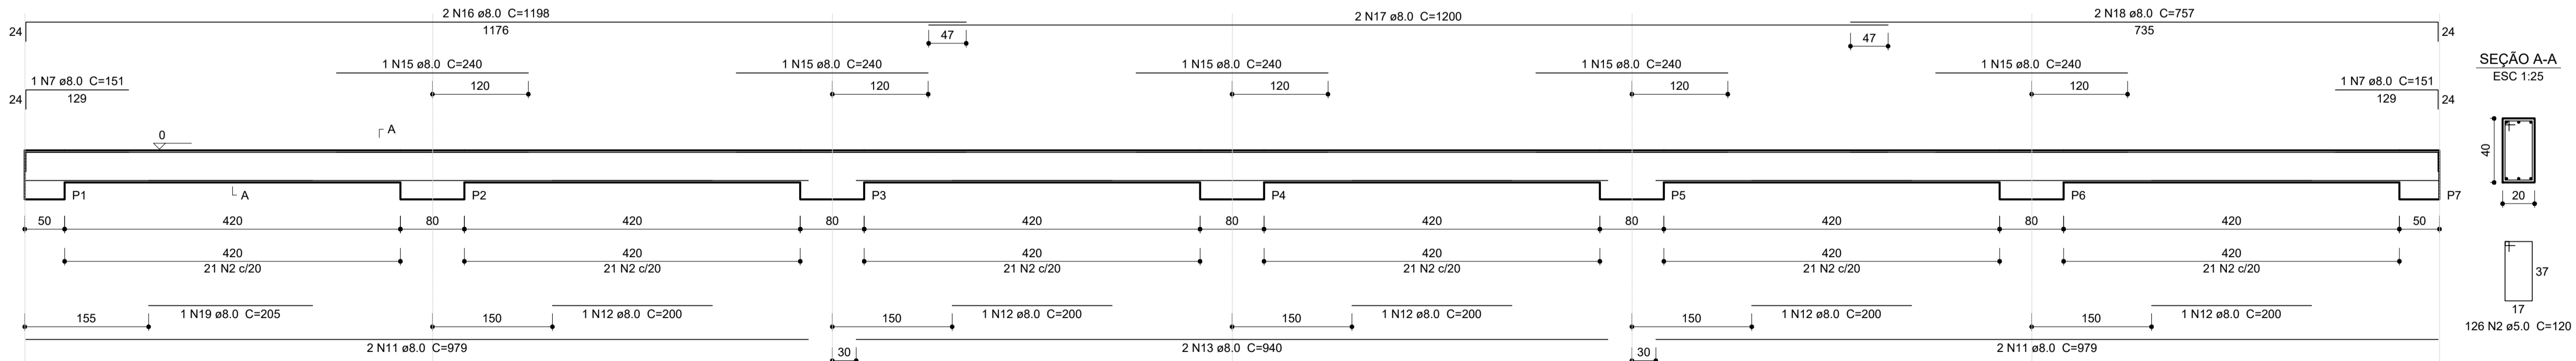 2 N16 ø8.0 C=1198
1176
24
2 N17 ø8.0 C=1200
2 N18 ø8.0 C=757
735
24
47
47
1 N7 ø8.0 C=151
129
24
1 N15 ø8.0 C=240
120
1 N15 ø8.0 C=240
120
1 N15 ø8.0 C=240
120
1 N15 ø8.0 C=240
120
1 N15 ø8.0 C=240
120
1 N7 ø8.0 C=151
129
24
SEÇÃO A-A
ESC 1:25
0
A
A
40
20
P1
P2
P3
P4
P5
P6
P7
50
420
80
420
80
420
80
420
80
420
80
420
50
420
21 N2 c/20
420
21 N2 c/20
420
21 N2 c/20
420
21 N2 c/20
420
21 N2 c/20
420
21 N2 c/20
37
17
126 N2 ø5.0 C=120
155
1 N19 ø8.0 C=205
150
1 N12 ø8.0 C=200
150
1 N12 ø8.0 C=200
150
1 N12 ø8.0 C=200
150
1 N12 ø8.0 C=200
150
1 N12 ø8.0 C=200
2 N11 ø8.0 C=979
30
2 N13 ø8.0 C=940
30
2 N11 ø8.0 C=979